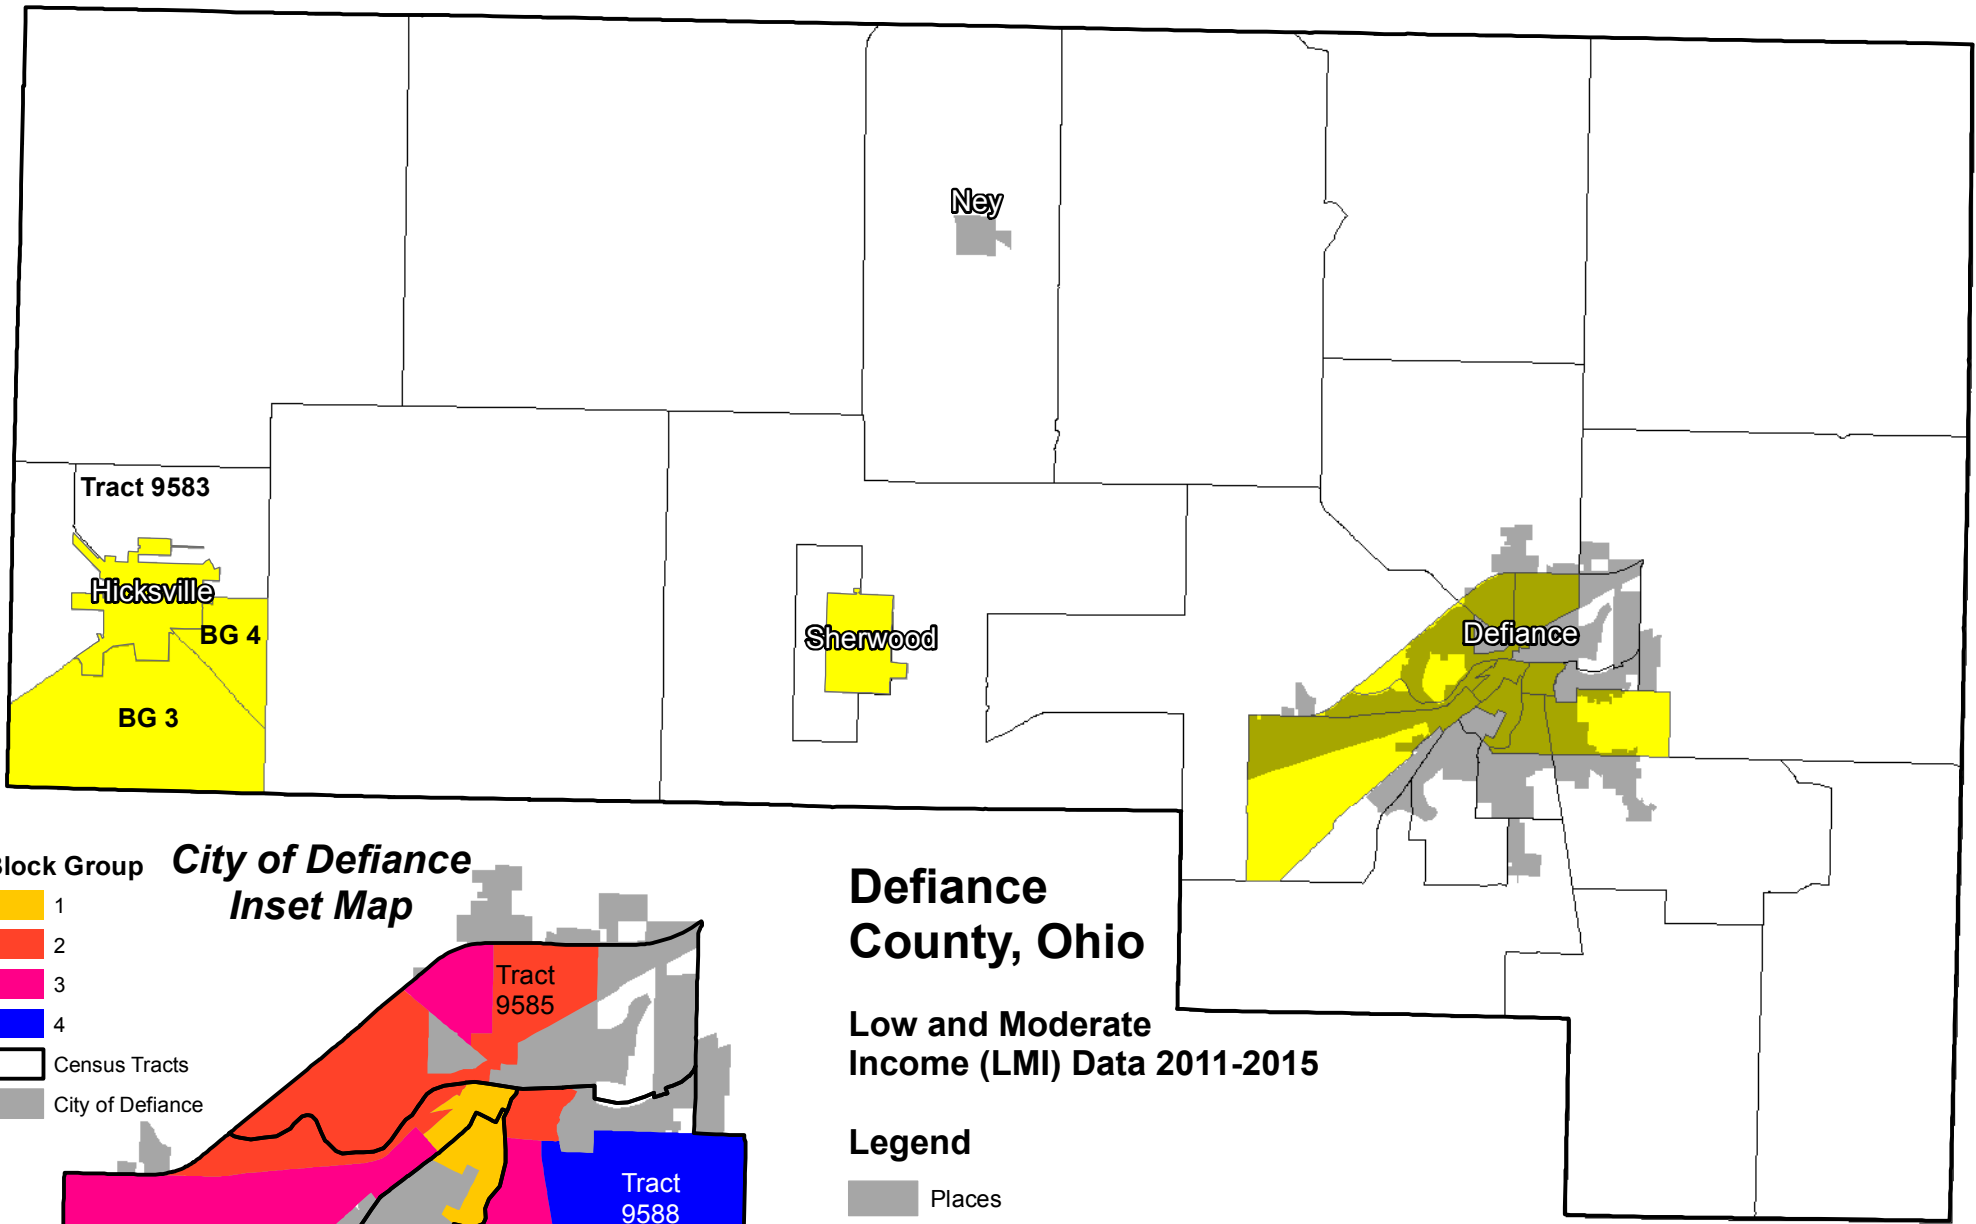 Ney
Tract 9583
Hicksville
BG 4
BG 3
Sherwood
Defiance
Block Group
1
2
3
4
Census Tracts
City of Defiance
City of Defiance
Inset Map
Tract
9585
Tract
9588
Defiance
County, Ohio
Low and Moderate
Income (LMI) Data 2011-2015
Legend
Places